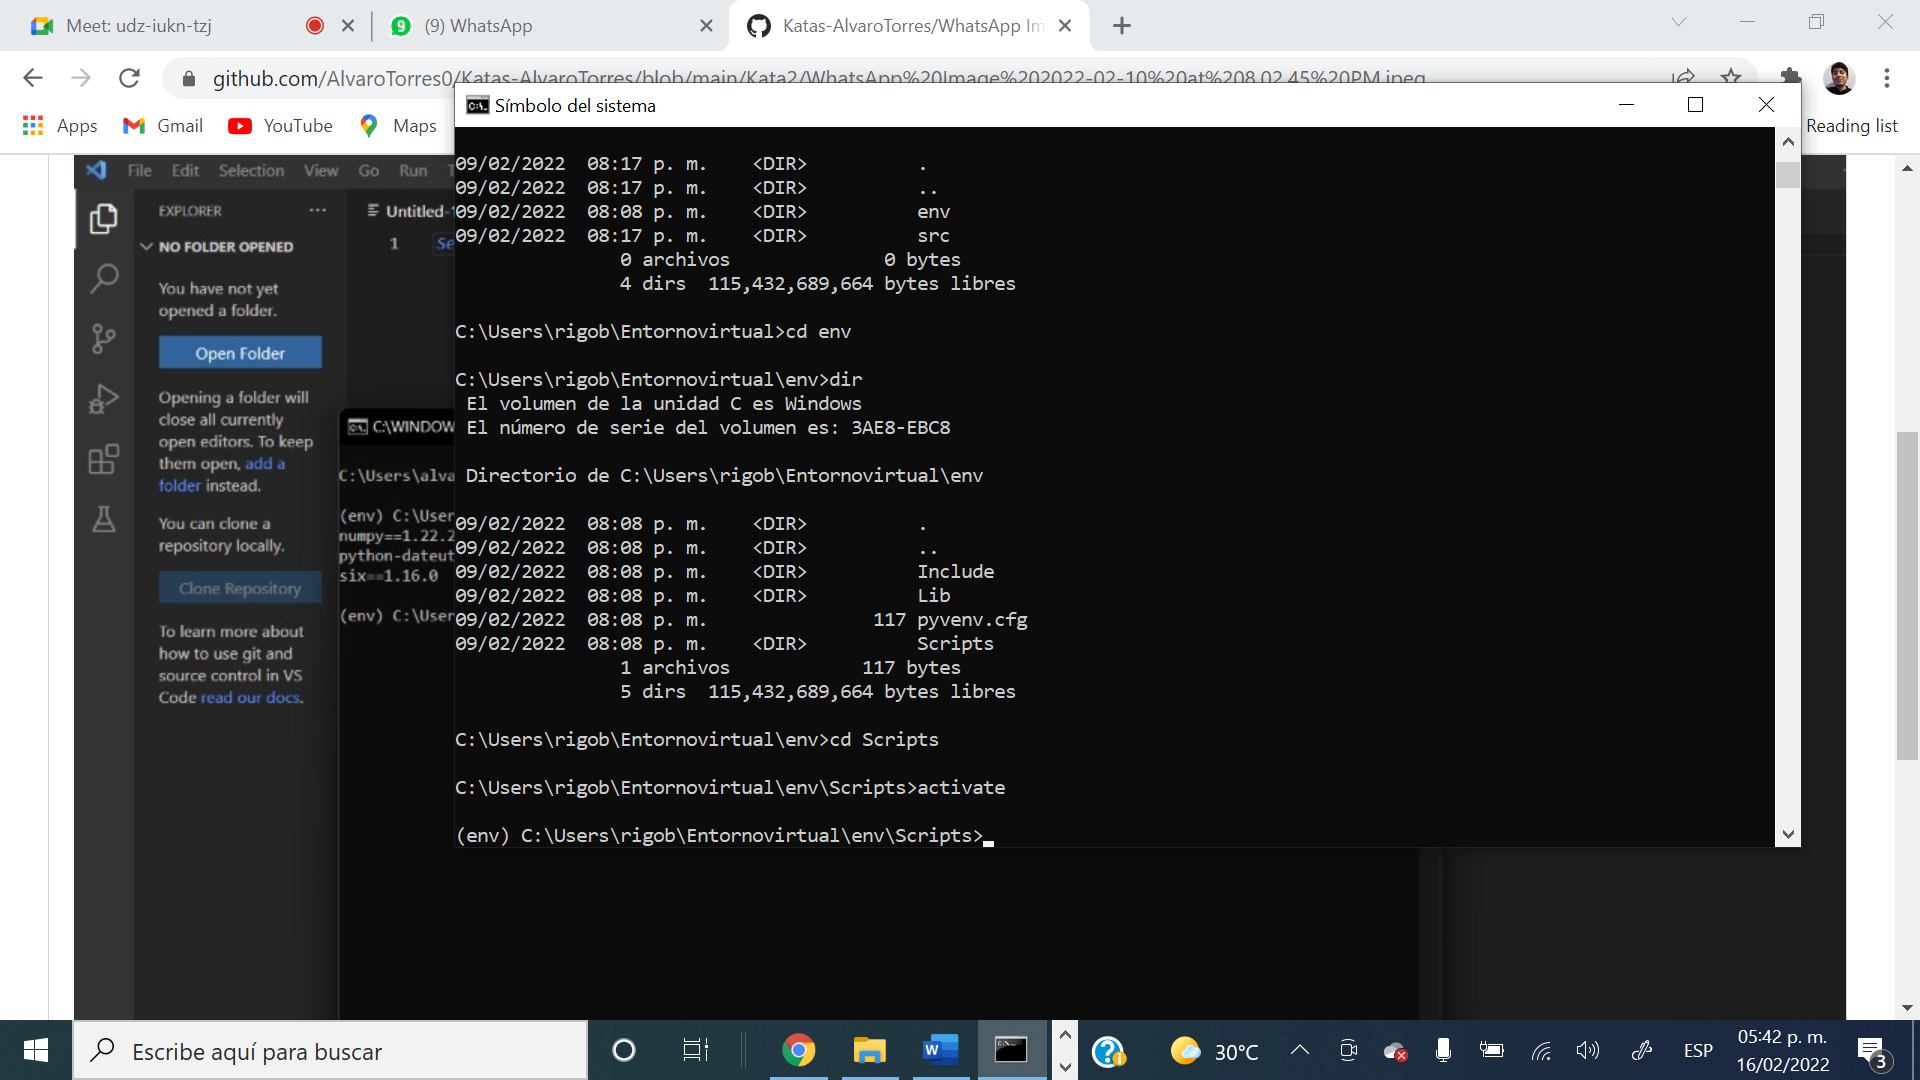 Meet: udz-iukn-tzj
(9) WhatsApp
Katas-AlvaroTorres/WhatsApp Im
github.com/AlvaroTorres0/Katas-AlvaroTorres/blob/main/Kata2/WhatsApp%20Image%202022-02-10%20at%208.02.45%20PM.jpeg
Apps
Gmail
YouTube
Maps
Reading list
Símbolo del sistema
File Edit Selection View Go Run
EXPLORER
NO FOLDER OPENED
You have not yet
opened a folder.
Open Folder
Opening a folder will
close all currently
open editors. To keep
them open, add a
folder instead.
You can clone a
repository locally.
Clone Repository
To learn more about
how to use git and
source control in VS
Code read our docs.
Untitled-1
1 Se
C:\WINDOW
C:\Users\alva
(env) C:\User
numpy==1.22.2
python-dateut
six==1.16.0
(env) C:\User
09/02/2022 08:17 p. m. <DIR> .
09/02/2022 08:17 p. m. <DIR> ..
09/02/2022 08:08 p. m. <DIR> env
09/02/2022 08:17 p. m. <DIR> src
0 archivos 0 bytes
4 dirs 115,432,689,664 bytes libres
C:\Users\rigob\Entornovirtual>cd env
C:\Users\rigob\Entornovirtual\env>dir
El volumen de la unidad C es Windows
El número de serie del volumen es: 3AE8-EBC8
Directorio de C:\Users\rigob\Entornovirtual\env
09/02/2022 08:08 p. m. <DIR> .
09/02/2022 08:08 p. m. <DIR> ..
09/02/2022 08:08 p. m. <DIR> Include
09/02/2022 08:08 p. m. <DIR> Lib
09/02/2022 08:08 p. m. 117 pyvenv.cfg
09/02/2022 08:08 p. m. <DIR> Scripts
1 archivos 117 bytes
5 dirs 115,432,689,664 bytes libres
C:\Users\rigob\Entornovirtual\env>cd Scripts
C:\Users\rigob\Entornovirtual\env\Scripts>activate
(env) C:\Users\rigob\Entornovirtual\env\Scripts>
Escribe aquí para buscar
30°C
ESP
05:42 p. m.
16/02/2022
3